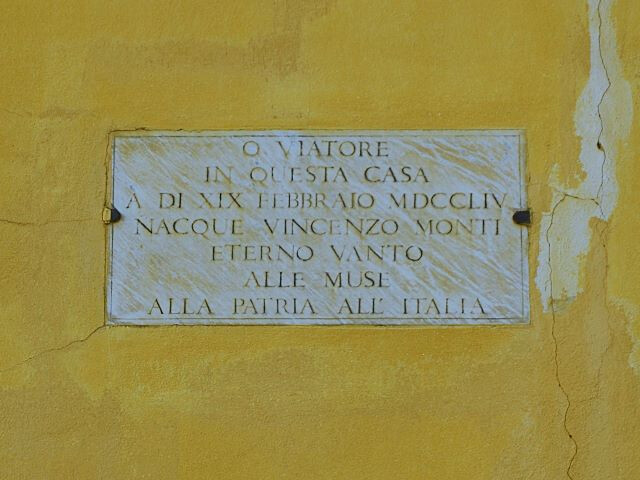 O VIATORE
IN QUESTA CASA
A DI XIX FEBBRAIO MDCCLIV
NACQUE VINCENZO MONTI
ETERNO VANTO
ALLE MUSE
ALLA PATRIA ALL' ITALIA